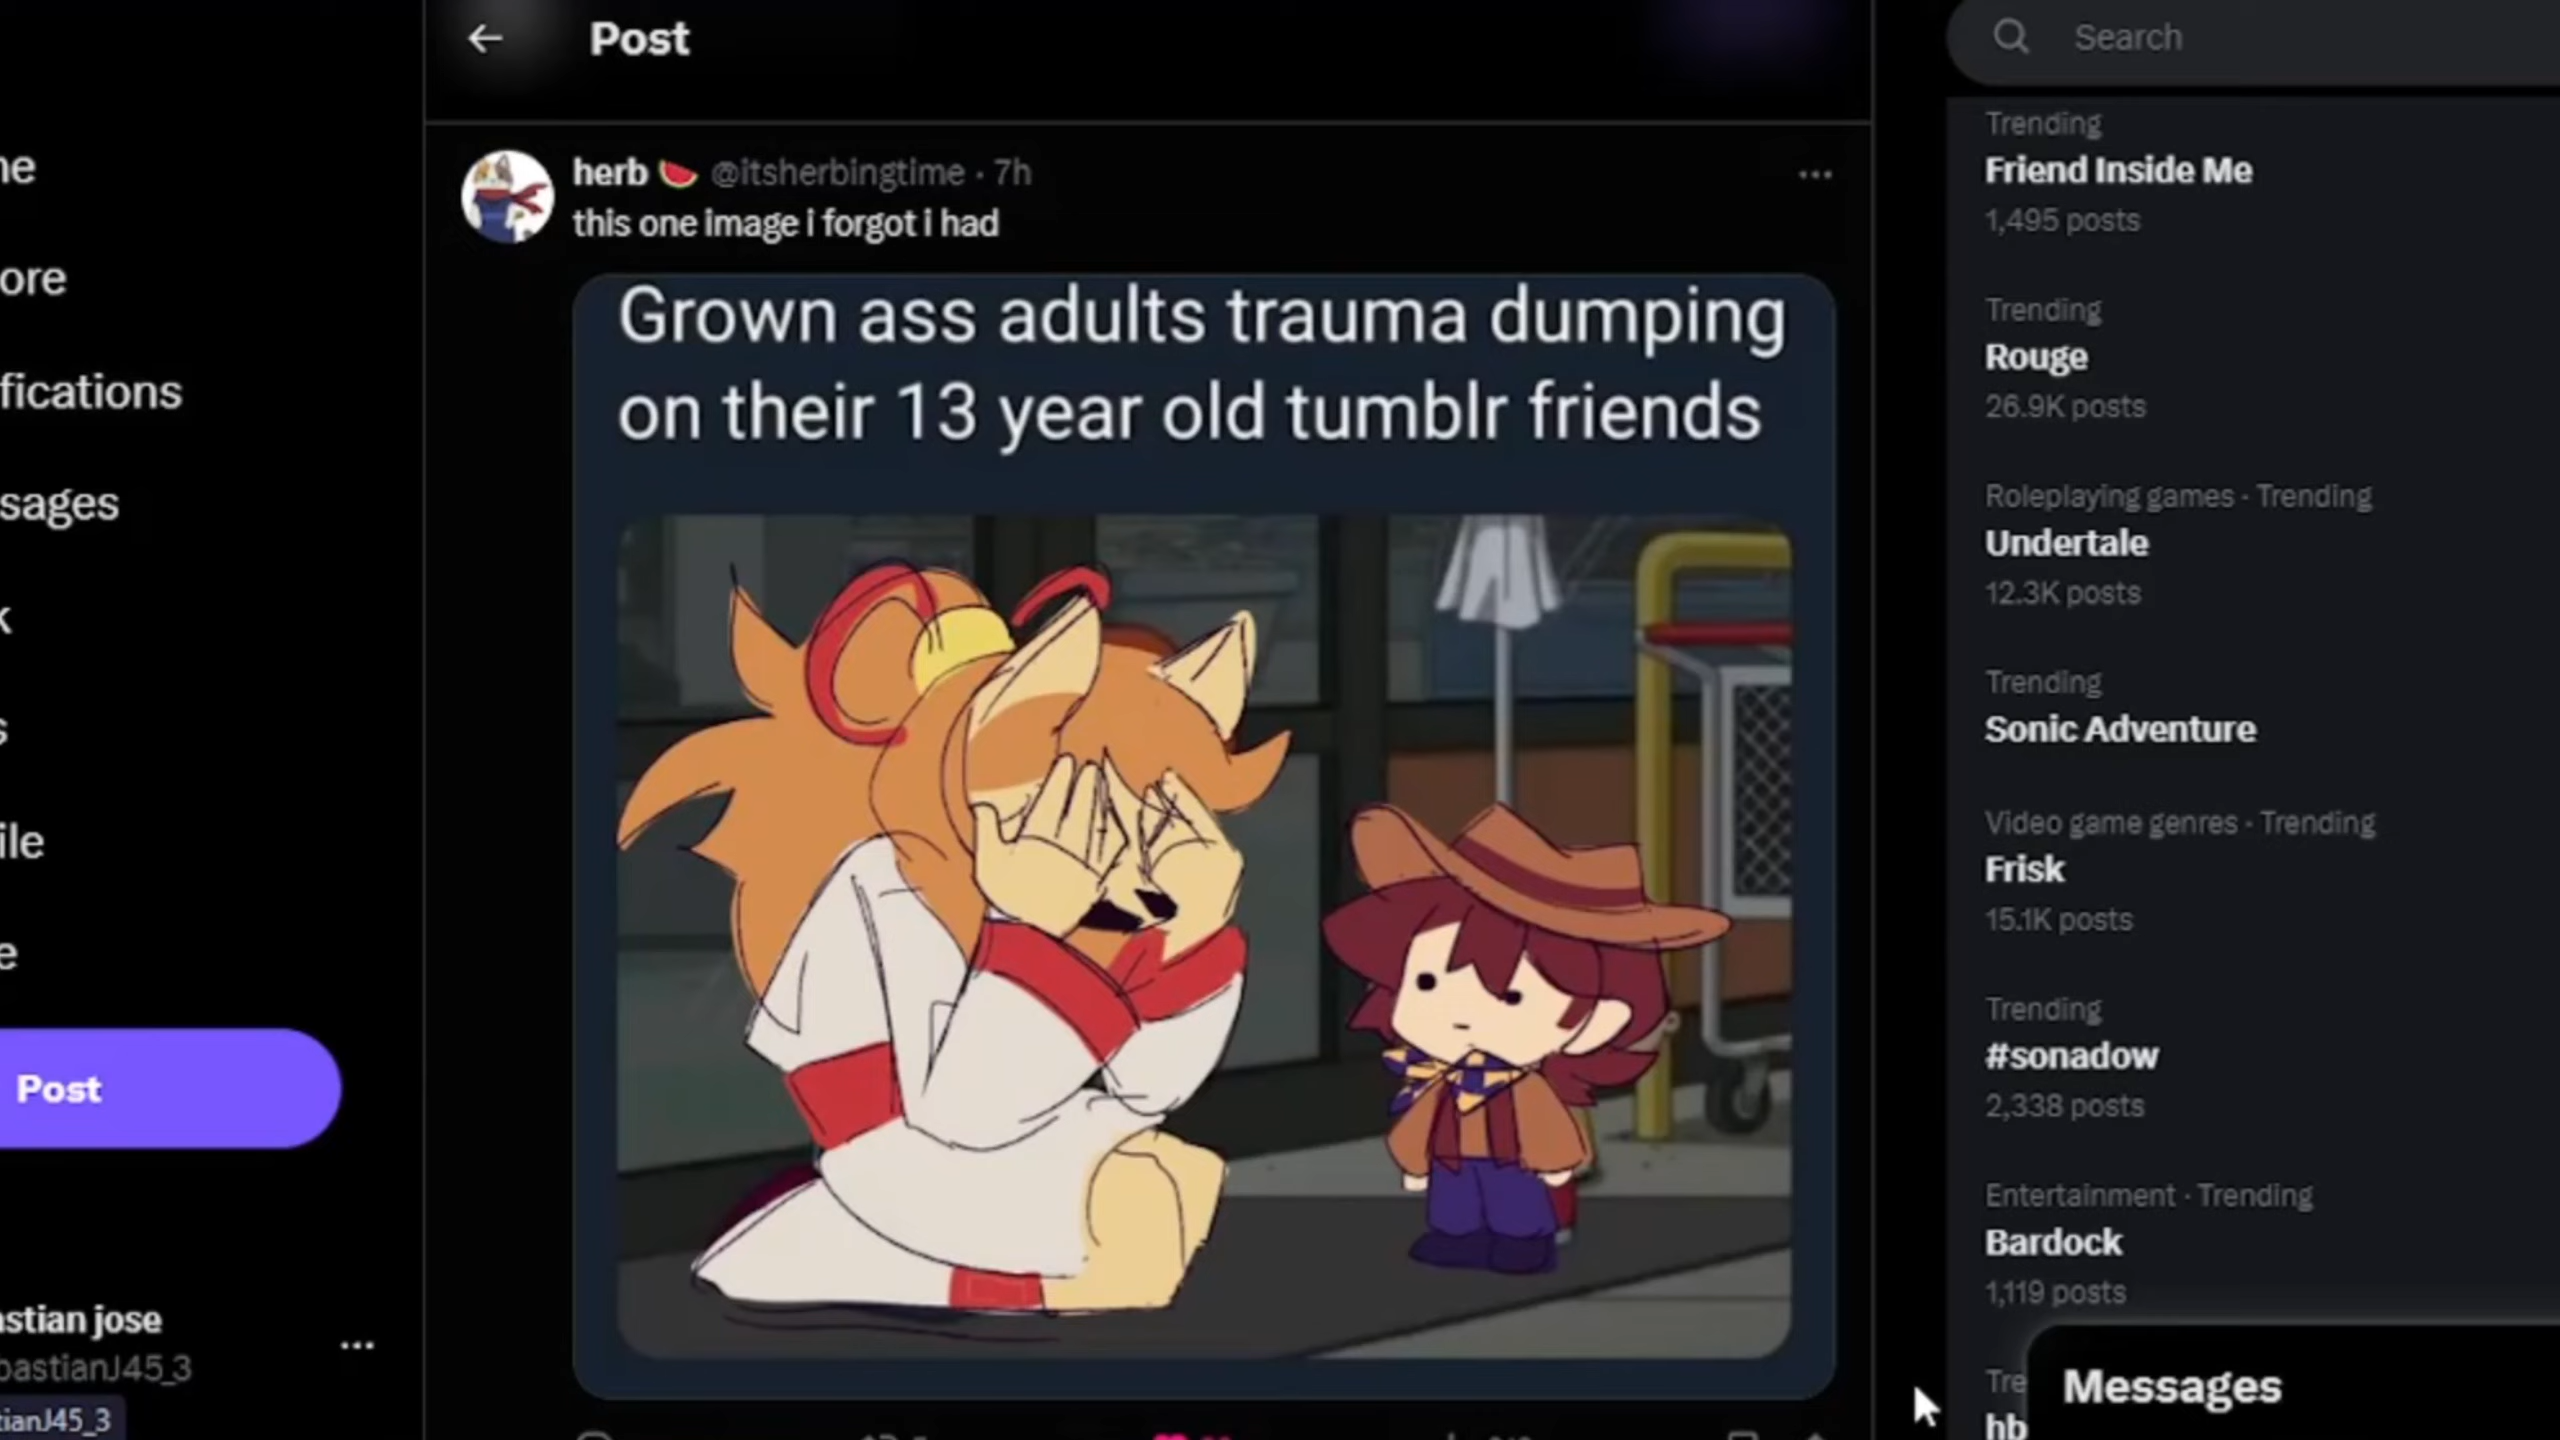 Post
Search
me
ore
fications
sages
k
s
ile
e
Post
astian jose
bastianJ45_3
tianJ45_3
herb @itsherbingtime · 7h
this one image i forgot i had
Grown ass adults trauma dumping
on their 13 year old tumblr friends
Trending
Friend Inside Me
1,495 posts
Trending
Rouge
26.9K posts
Roleplaying games · Trending
Undertale
12.3K posts
Trending
Sonic Adventure
Video game genres · Trending
Frisk
15.1K posts
Trending
#sonadow
2,338 posts
Entertainment · Trending
Bardock
1,119 posts
Tre
hb
Messages